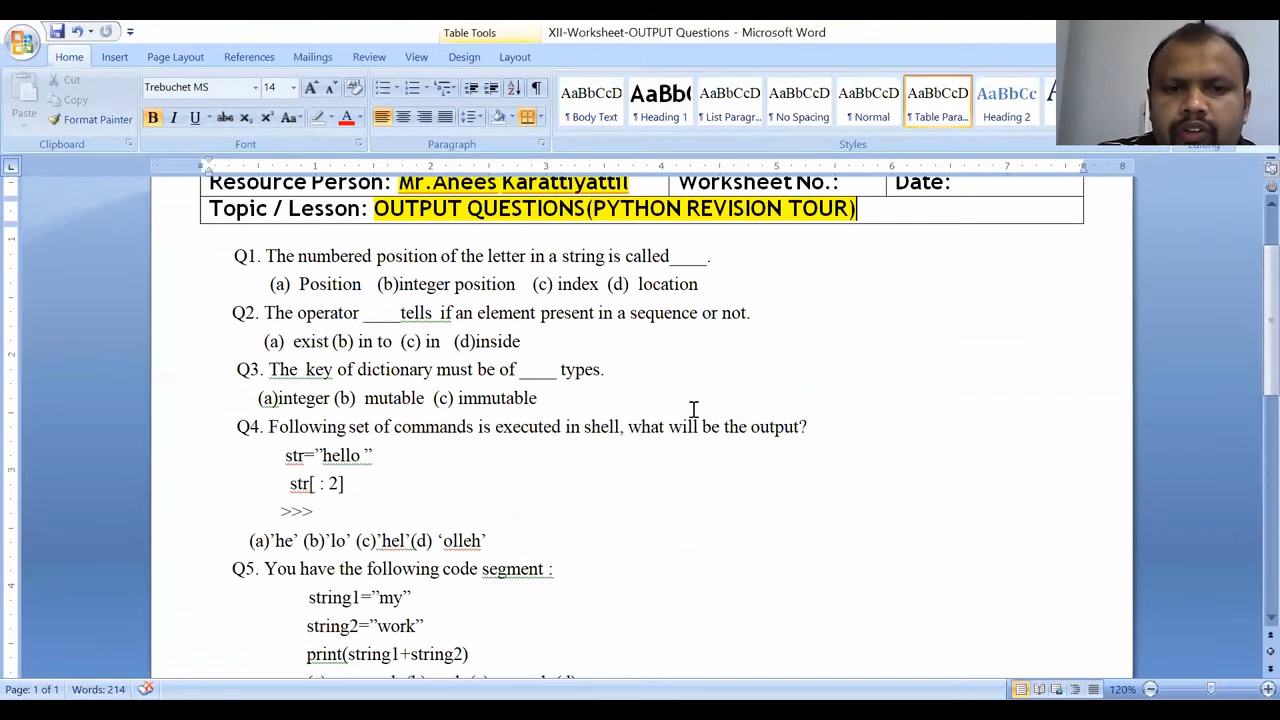 Table Tools
XII-Worksheet-OUTPUT Questions - Microsoft Word
Home Insert Page Layout References Mailings Review View Design Layout
Paste Cut Copy Format Painter
Trebuchet MS 14
AaBbCcD AaBb( AaBbCcD AaBbCcD AaBbCcD AaBbCcD AaBbCc
¶ Body Text ¶ Heading 1 ¶ List Paragr... ¶ No Spacing ¶ Normal ¶ Table Para... Heading 2
Clipboard Font Paragraph Styles
Resource Person: Mr.Anees Karattiyattil Worksheet No.: Date:
Topic / Lesson: OUTPUT QUESTIONS(PYTHON REVISION TOUR)
Q1. The numbered position of the letter in a string is called____.
(a) Position (b)integer position (c) index (d) location
Q2. The operator ____tells if an element present in a sequence or not.
(a) exist (b) in to (c) in (d)inside
Q3. The key of dictionary must be of ____ types.
(a)integer (b) mutable (c) immutable
Q4. Following set of commands is executed in shell, what will be the output?
str=”hello ”
str[ : 2]
>>>
(a)’he’ (b)’lo’ (c)’hel’(d) ‘olleh’
Q5. You have the following code segment :
string1=”my”
string2=”work”
print(string1+string2)
Page: 1 of 1 Words: 214 120%